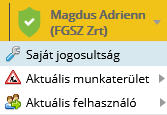 Magdus Adrienn
(FGSZ Zrt)
Saját jogosultság
Aktuális munkaterület
Aktuális felhasználó